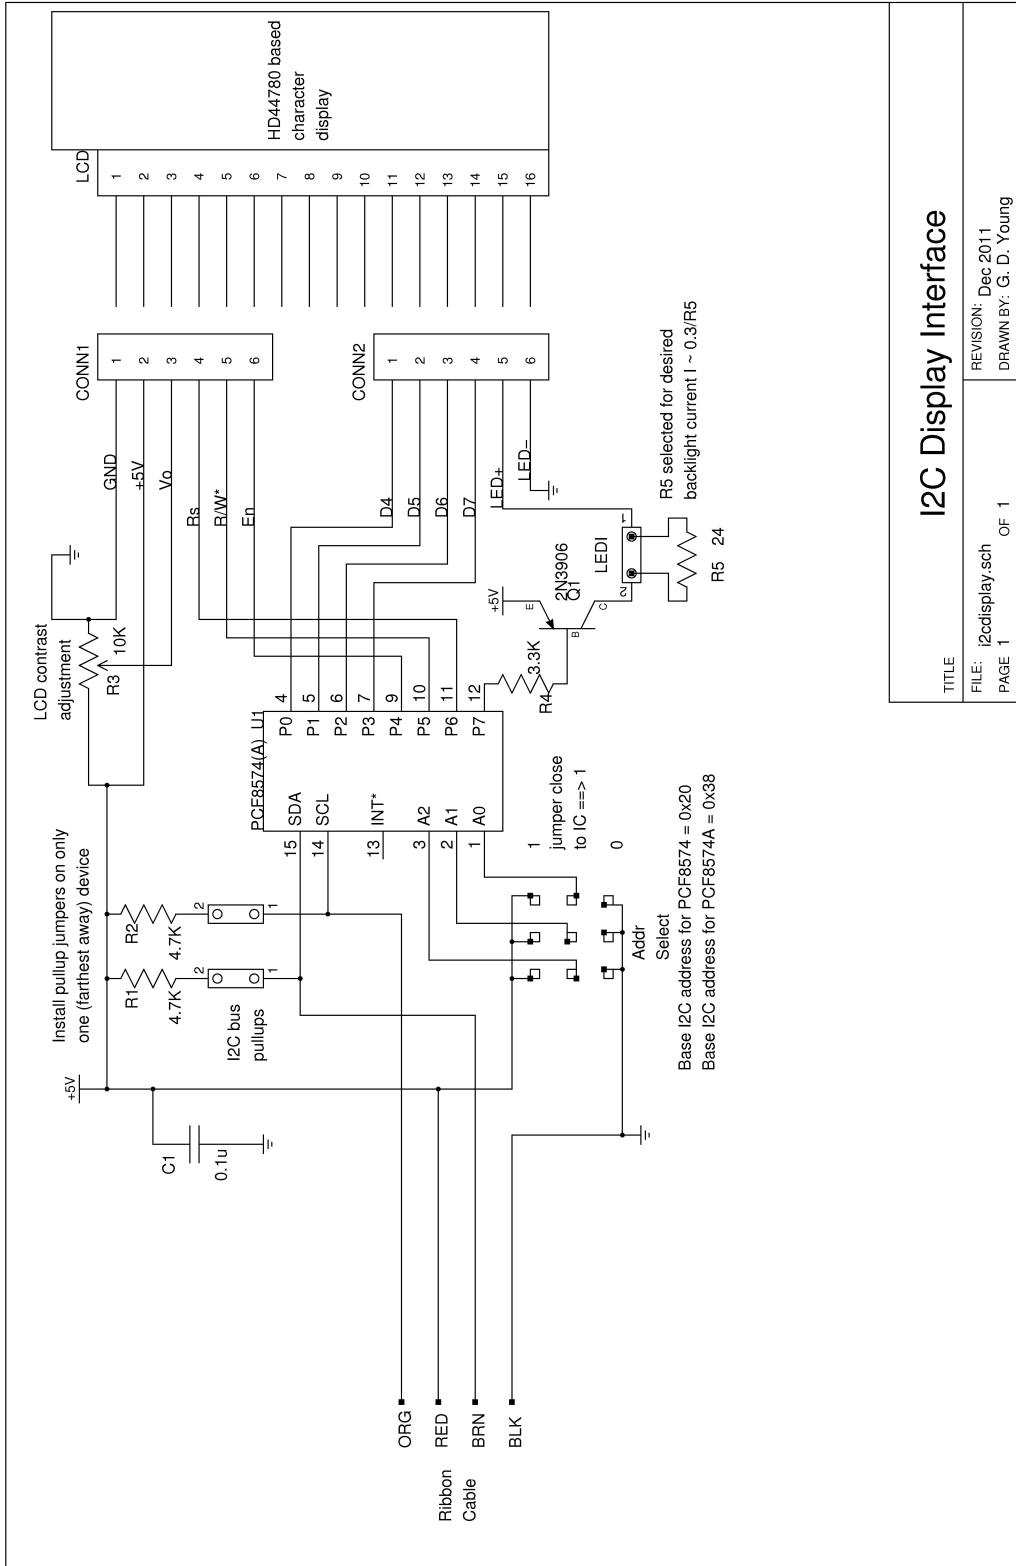 LCD
HD44780 based
character
display
1
2
3
4
5
6
7
8
9
10
11
12
13
14
15
16
CONN1
1
2
3
4
5
6
CONN2
1
2
3
4
5
6
GND
+5V
Vo
Rs
R/W*
En
D4
D5
D6
D7
LED+
LED−
R5 selected for desired
backlight current I ~ 0.3/R5
LCD contrast
adjustment
R3
10K
PCF8574(A)
U1
SDA
SCL
INT*
A2
A1
A0
15
14
13
3
2
1
P0
P1
P2
P3
P4
P5
P6
P7
4
5
6
7
9
10
11
12
R4
3.3K
+5V
2N3906
Q1
E
B
C
LEDI
1
2
R5
24
Install pullup jumpers on only
one (farthest away) device
R2
4.7K
2
1
R1
4.7K
2
1
I2C bus
pullups
1
jumper close
to IC ==> 1
0
Addr
Select
Base I2C address for PCF8574 = 0x20
Base I2C address for PCF8574A = 0x38
+5V
C1
0.1u
ORG
RED
BRN
BLK
Ribbon
Cable
I2C Display Interface
TITLE
FILE: i2cdisplay.sch
REVISION: Dec 2011
PAGE 1 OF 1
DRAWN BY: G. D. Young